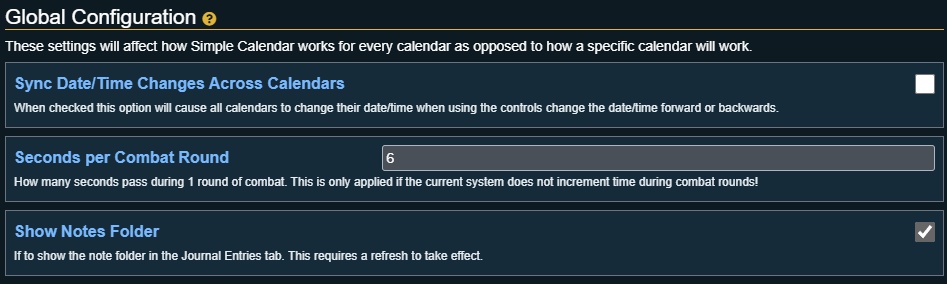 Global Configuration ?
These settings will affect how Simple Calendar works for every calendar as opposed to how a specific calendar will work.
Sync Date/Time Changes Across Calendars
When checked this option will cause all calendars to change their date/time when using the controls change the date/time forward or backwards.
Seconds per Combat Round 6
How many seconds pass during 1 round of combat. This is only applied if the current system does not increment time during combat rounds!
Show Notes Folder
If to show the note folder in the Journal Entries tab. This requires a refresh to take effect.